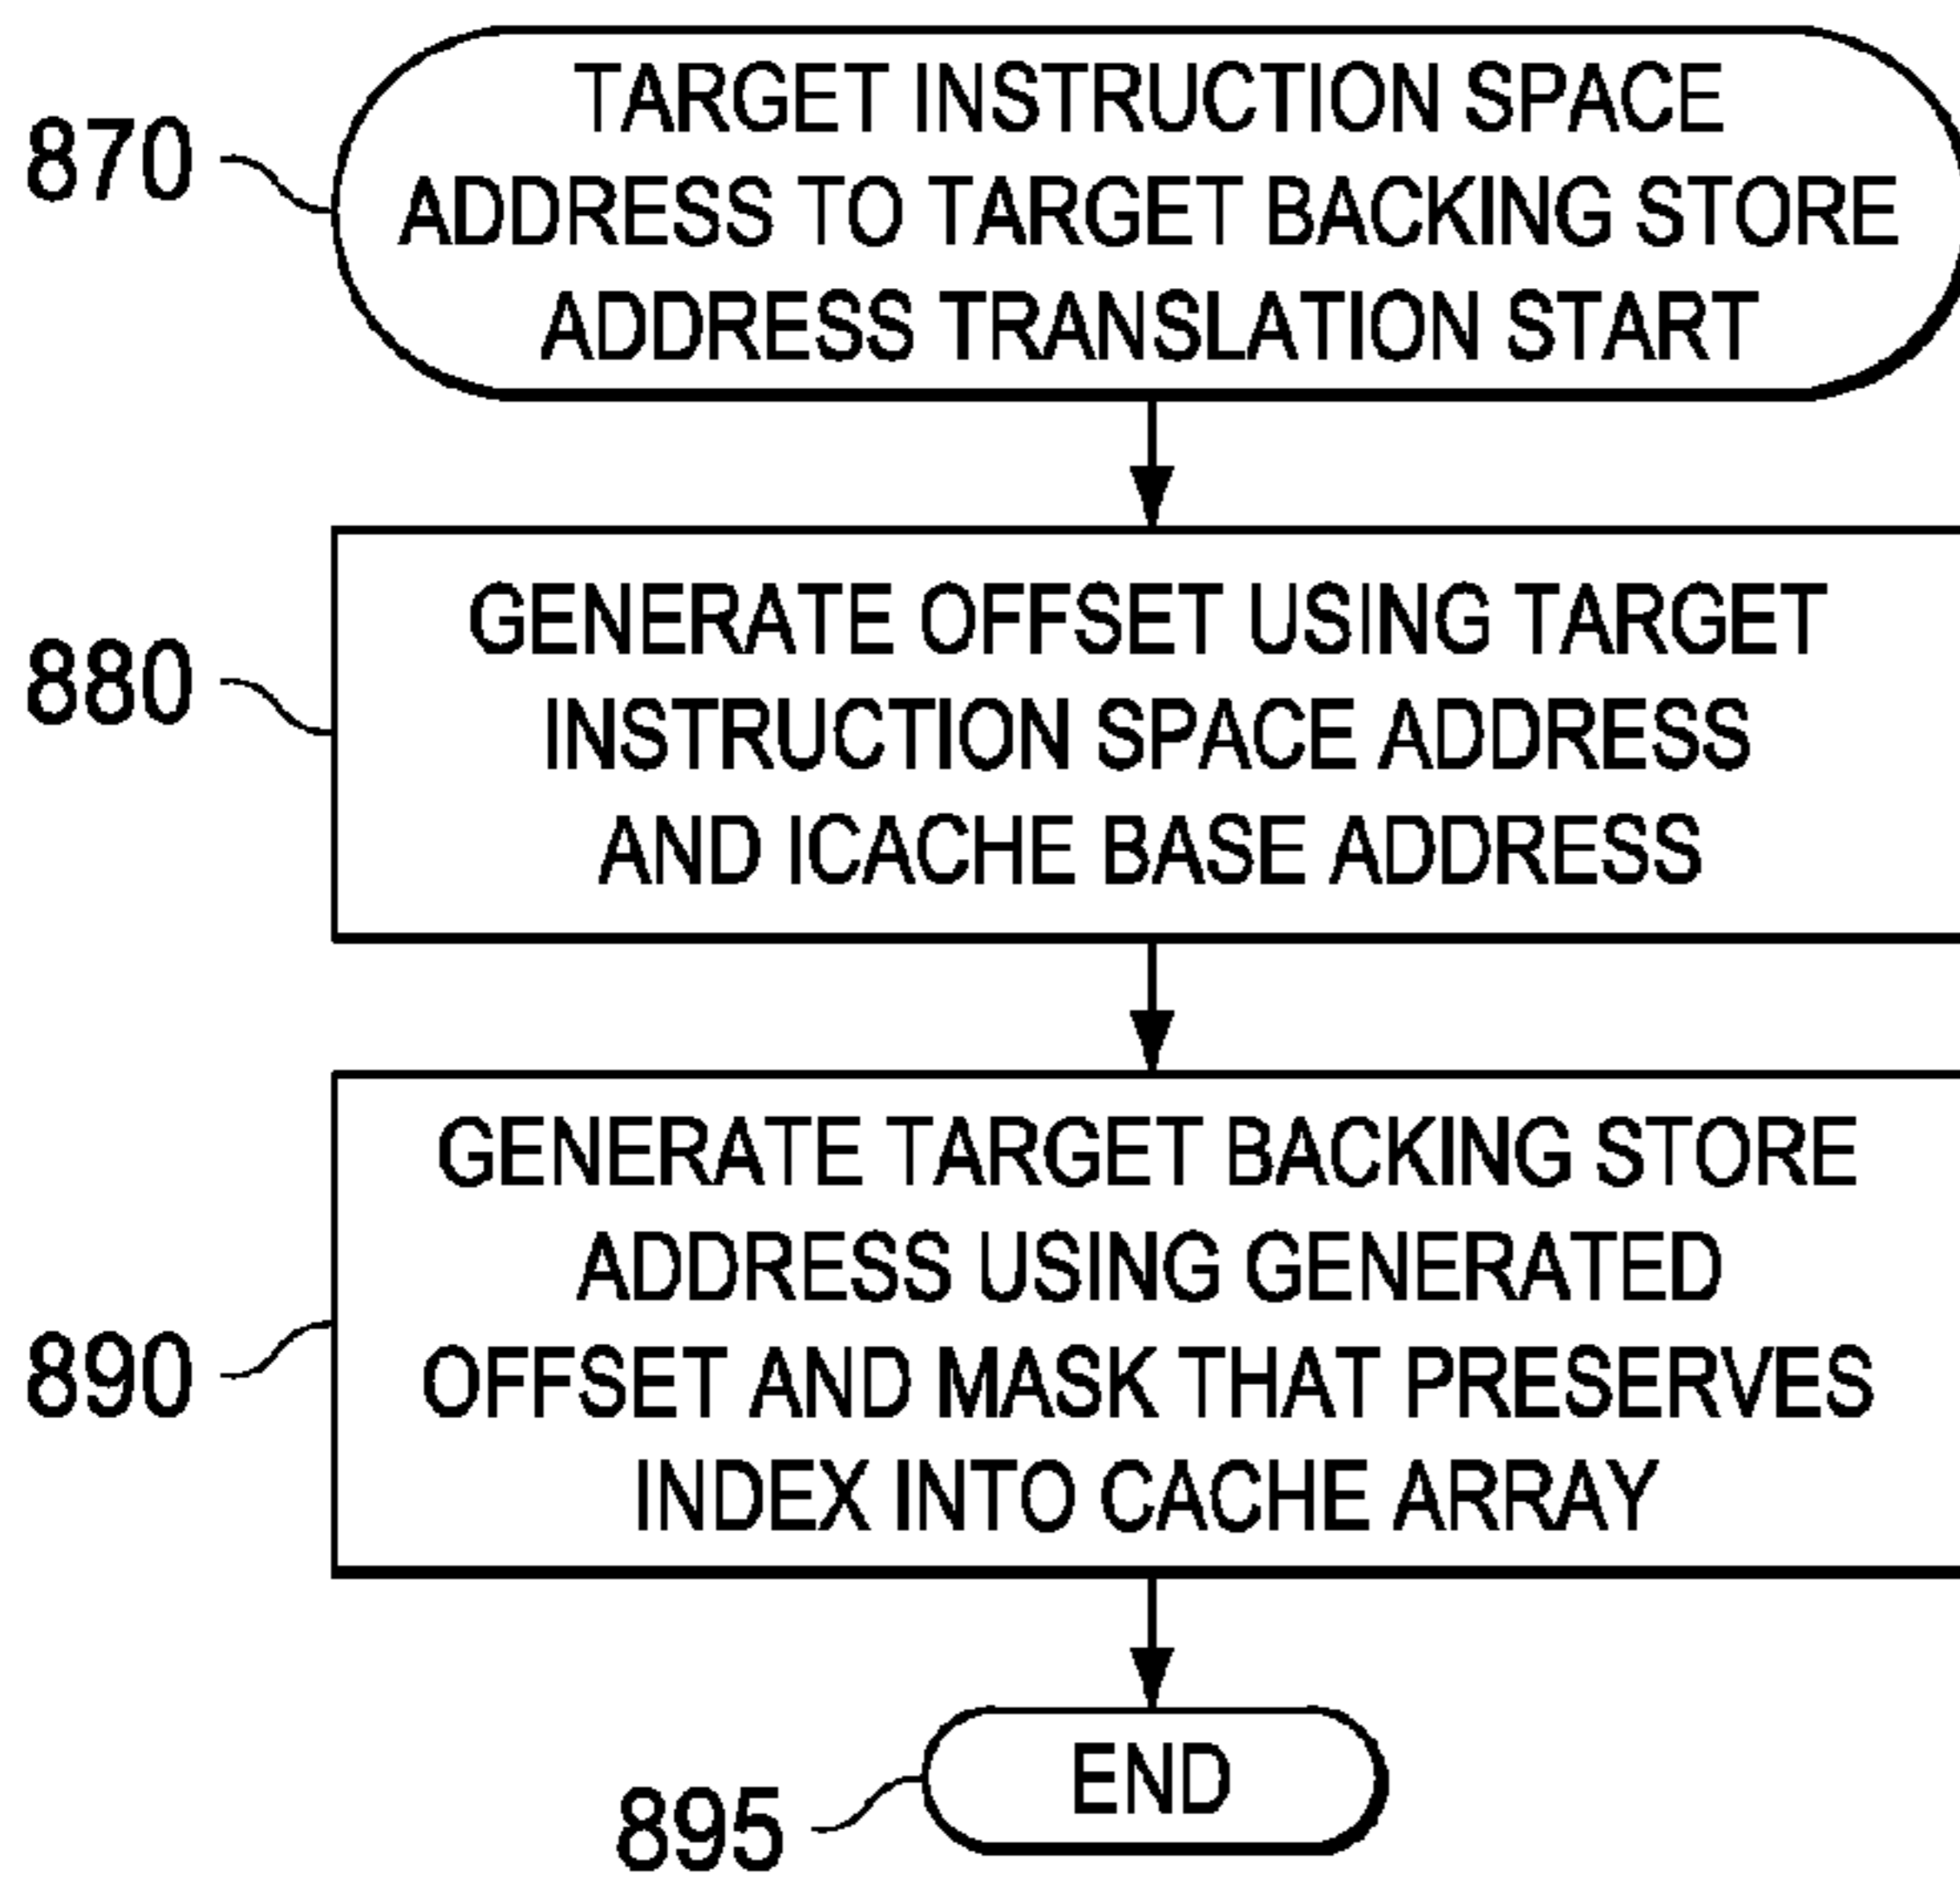 870
TARGET INSTRUCTION SPACE
ADDRESS TO TARGET BACKING STORE
ADDRESS TRANSLATION START
880
GENERATE OFFSET USING TARGET
INSTRUCTION SPACE ADDRESS
AND ICACHE BASE ADDRESS
890
GENERATE TARGET BACKING STORE
ADDRESS USING GENERATED
OFFSET AND MASK THAT PRESERVES
INDEX INTO CACHE ARRAY
895
END